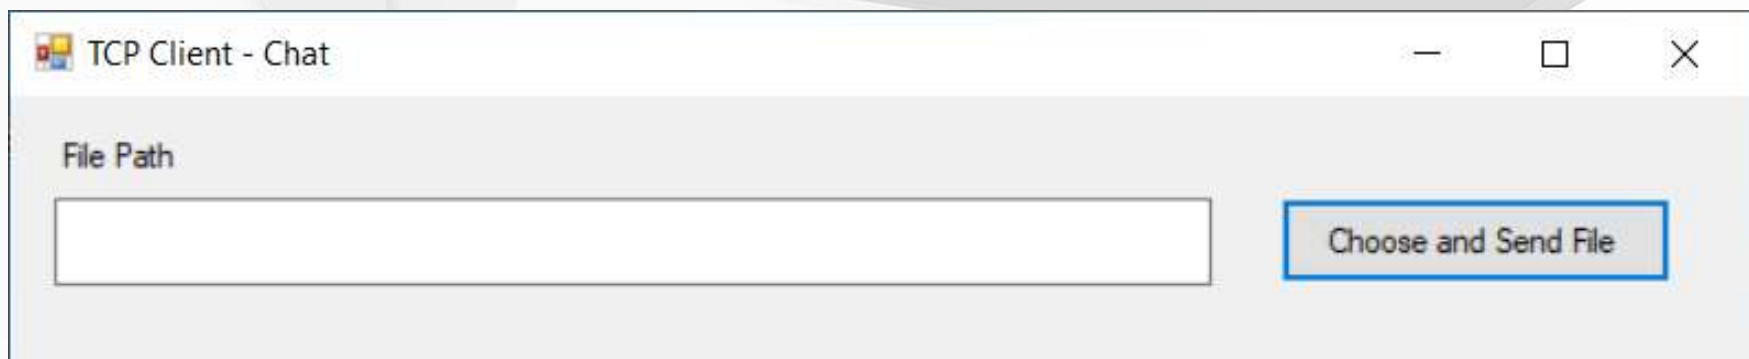 TCP Client - Chat
File Path
Choose and Send File